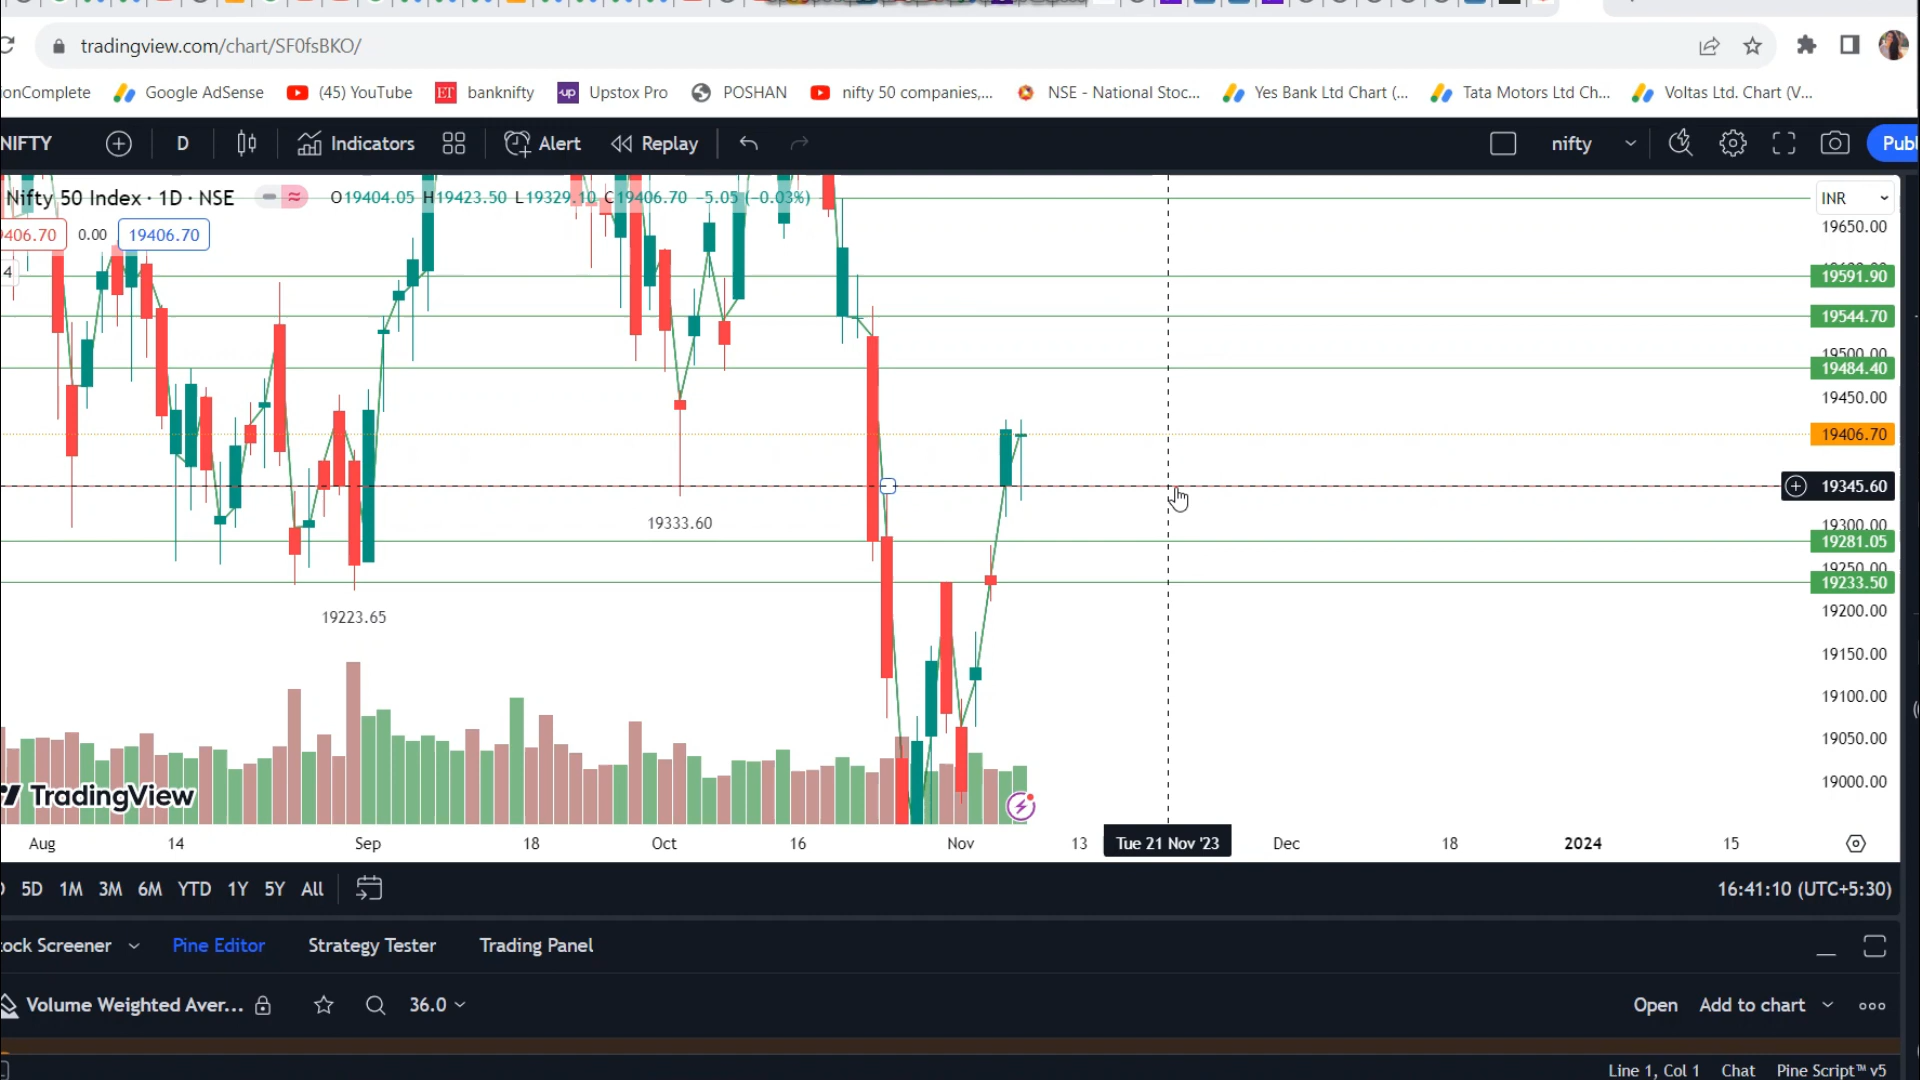 tradingview.com/chart/SF0fsBKO/
ionComplete Google AdSense (45) YouTube ET banknifty up Upstox Pro POSHAN nifty 50 companies,... NSE - National Stoc... Yes Bank Ltd Chart (... Tata Motors Ltd Ch... Voltas Ltd. Chart (V...
NIFTY D Indicators Alert Replay nifty Publ
Nifty 50 Index · 1D · NSE O19404.05 H19423.50 L19329.10 C19406.70 −5.05 (−0.03%) INR
19650.00
406.70 0.00 19406.70
4
19591.90
19544.70
19500.00
19484.40
19450.00
19406.70
19345.60
19333.60
19300.00
19281.05
19250.00
19233.50
19223.65
19200.00
19150.00
19100.00
19050.00
19000.00
TradingView
Aug 14 Sep 18 Oct 16 Nov 13 Tue 21 Nov '23 Dec 18 2024 15
5D 1M 3M 6M YTD 1Y 5Y All 16:41:10 (UTC+5:30)
tock Screener Pine Editor Strategy Tester Trading Panel
Volume Weighted Aver... 36.0 Open Add to chart
Line 1, Col 1 Chat Pine Script™ v5